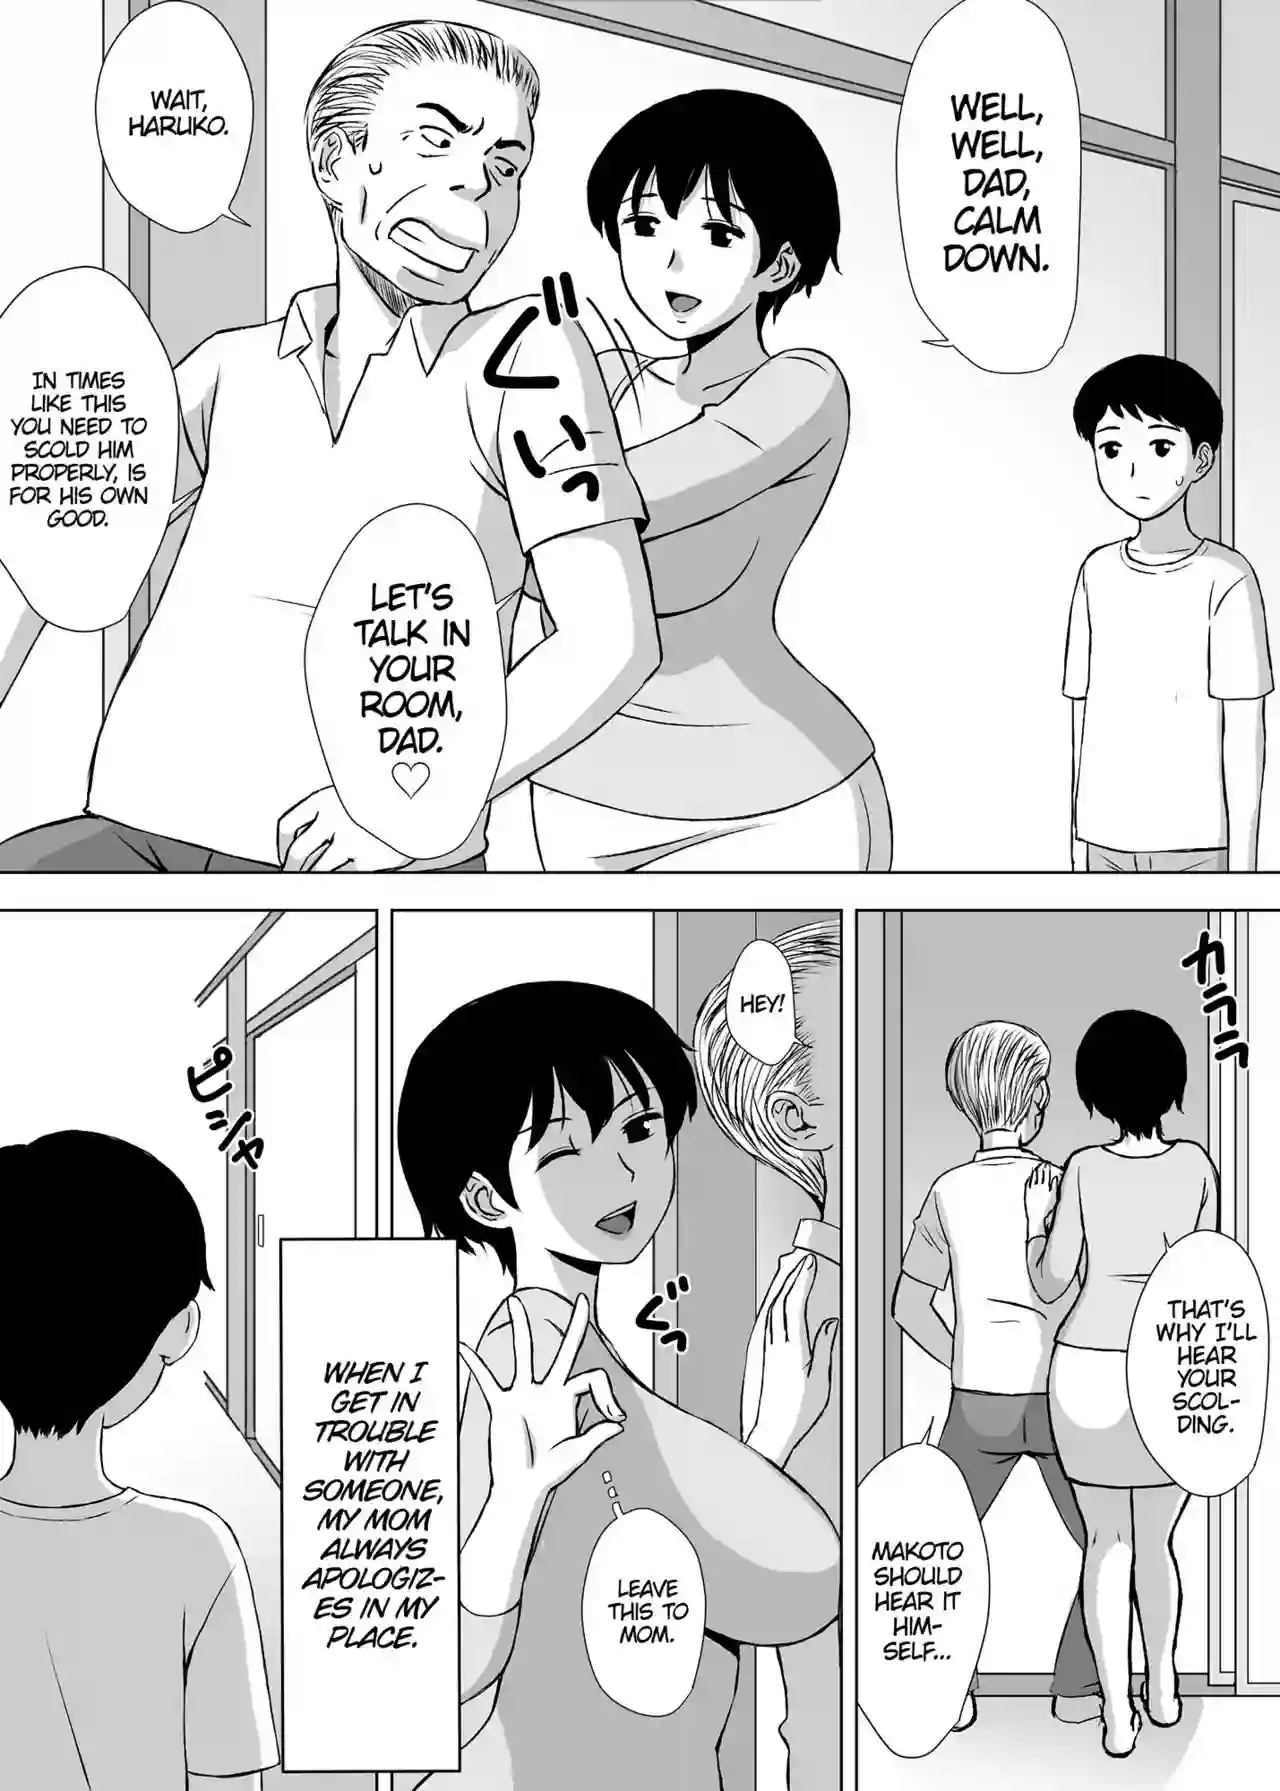 WELL,
WELL,
DAD,
CALM
DOWN.
WAIT,
HARUKO.
IN TIMES
LIKE THIS
YOU NEED TO
SCOLD HIM
PROPERLY, IS
FOR HIS OWN
GOOD.
ぐいっ
LET'S
TALK IN
YOUR
ROOM,
DAD.
♡
カララ
THAT'S
WHY I'LL
HEAR
YOUR
SCOL-
DING.
MAKOTO
SHOULD
HEAR IT
HIM-
SELF...
HEY!
ぐっ
LEAVE
THIS TO
MOM.
ピシャ
WHEN I
GET IN
TROUBLE
WITH
SOMEONE,
MY MOM
ALWAYS
APOLOGIZ-
ES IN MY
PLACE.